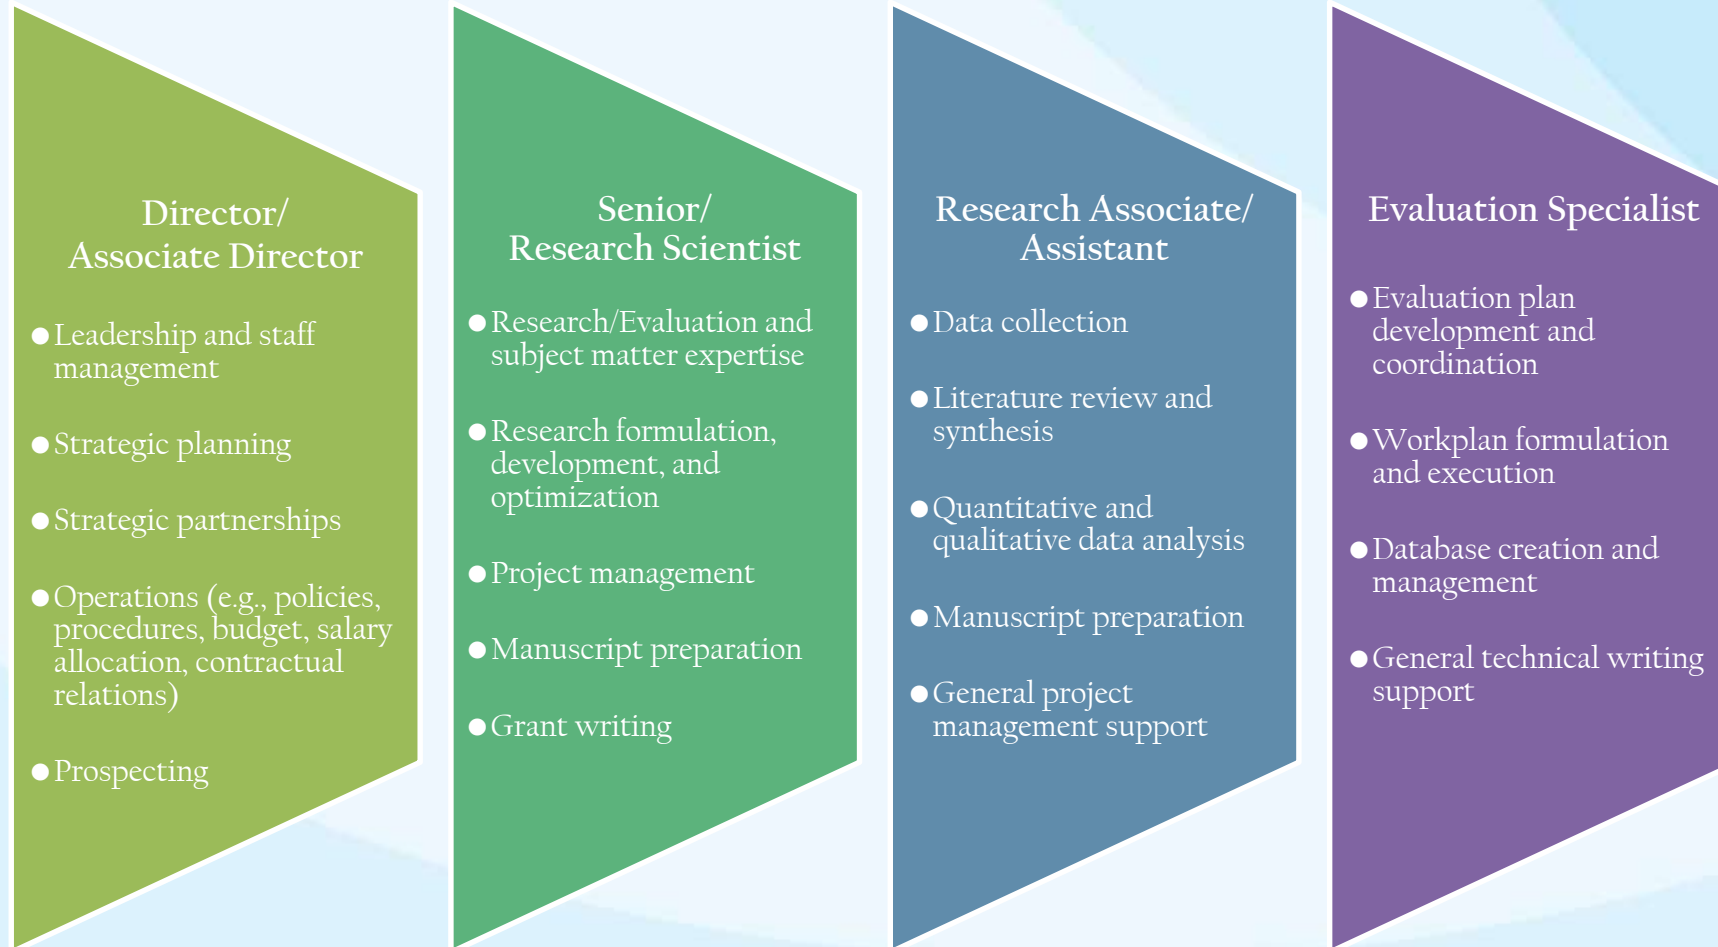 Director/
Associate Director
●Leadership and staff
management
●Strategic planning
●Strategic partnerships
●Operations (e.g., policies,
procedures, budget, salary
allocation, contractual
relations)
●Prospecting
Senior/
Research Scientist
●Research/Evaluation and
subject matter expertise
●Research formulation,
development, and
optimization
●Project management
●Manuscript preparation
●Grant writing
Research Associate/
Assistant
●Data collection
●Literature review and
synthesis
●Quantitative and
qualitative data analysis
●Manuscript preparation
●General project
management support
Evaluation Specialist
●Evaluation plan
development and
coordination
●Workplan formulation
and execution
●Database creation and
management
●General technical writing
support